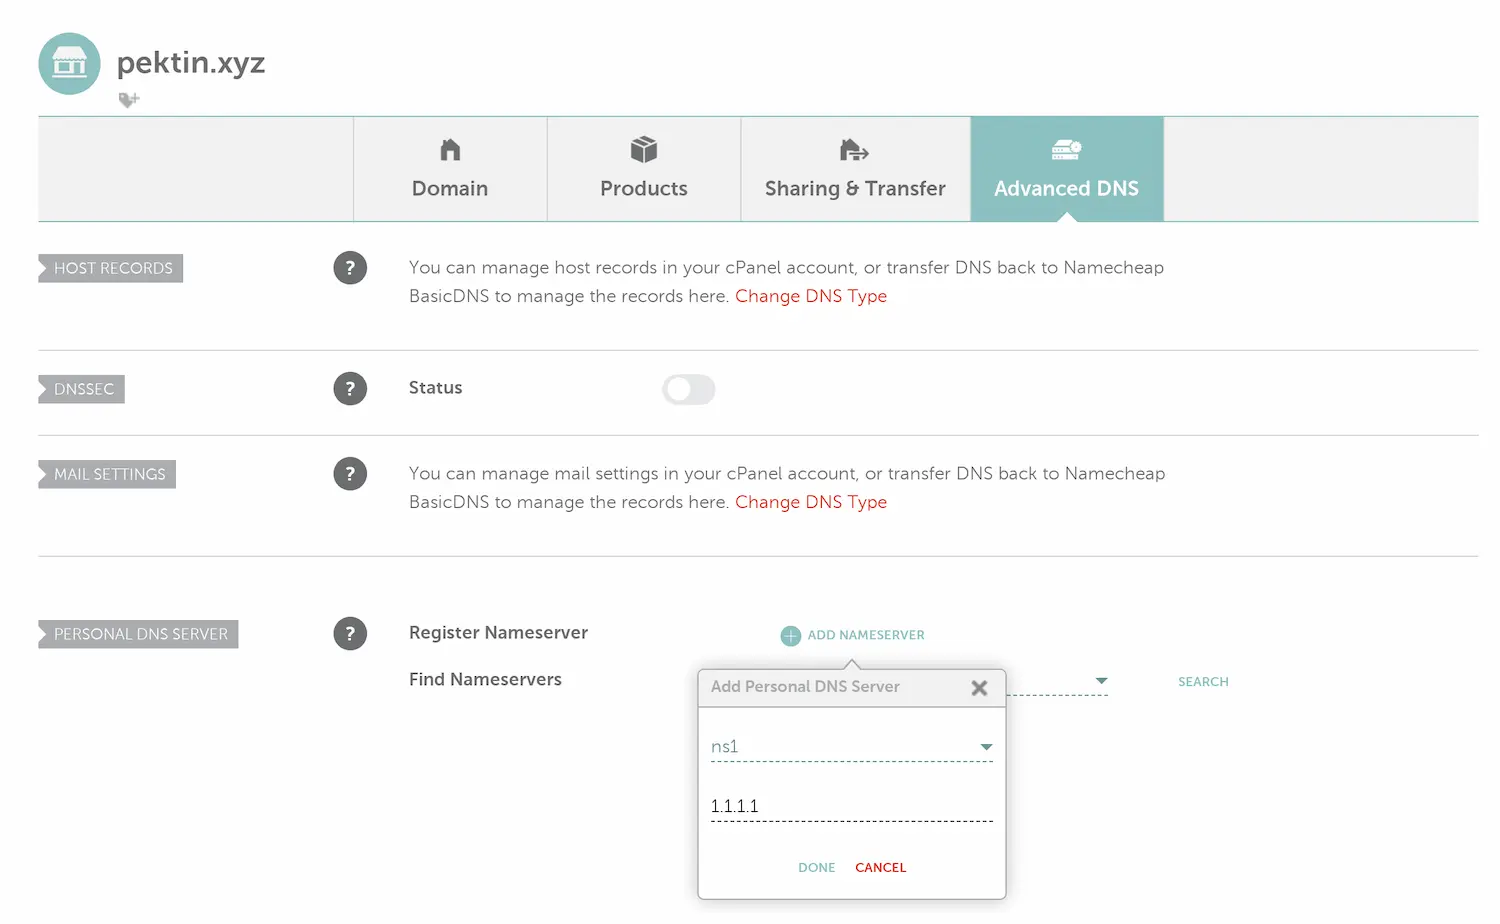 pektin.xyz
Domain
Products
Sharing & Transfer
Advanced DNS
HOST RECORDS
?
You can manage host records in your cPanel account, or transfer DNS back to Namecheap
BasicDNS to manage the records here. Change DNS Type
DNSSEC
?
Status
MAIL SETTINGS
?
You can manage mail settings in your cPanel account, or transfer DNS back to Namecheap
BasicDNS to manage the records here. Change DNS Type
PERSONAL DNS SERVER
?
Register Nameserver
ADD NAMESERVER
Find Nameservers
SEARCH
Add Personal DNS Server
ns1
1.1.1.1
DONE CANCEL